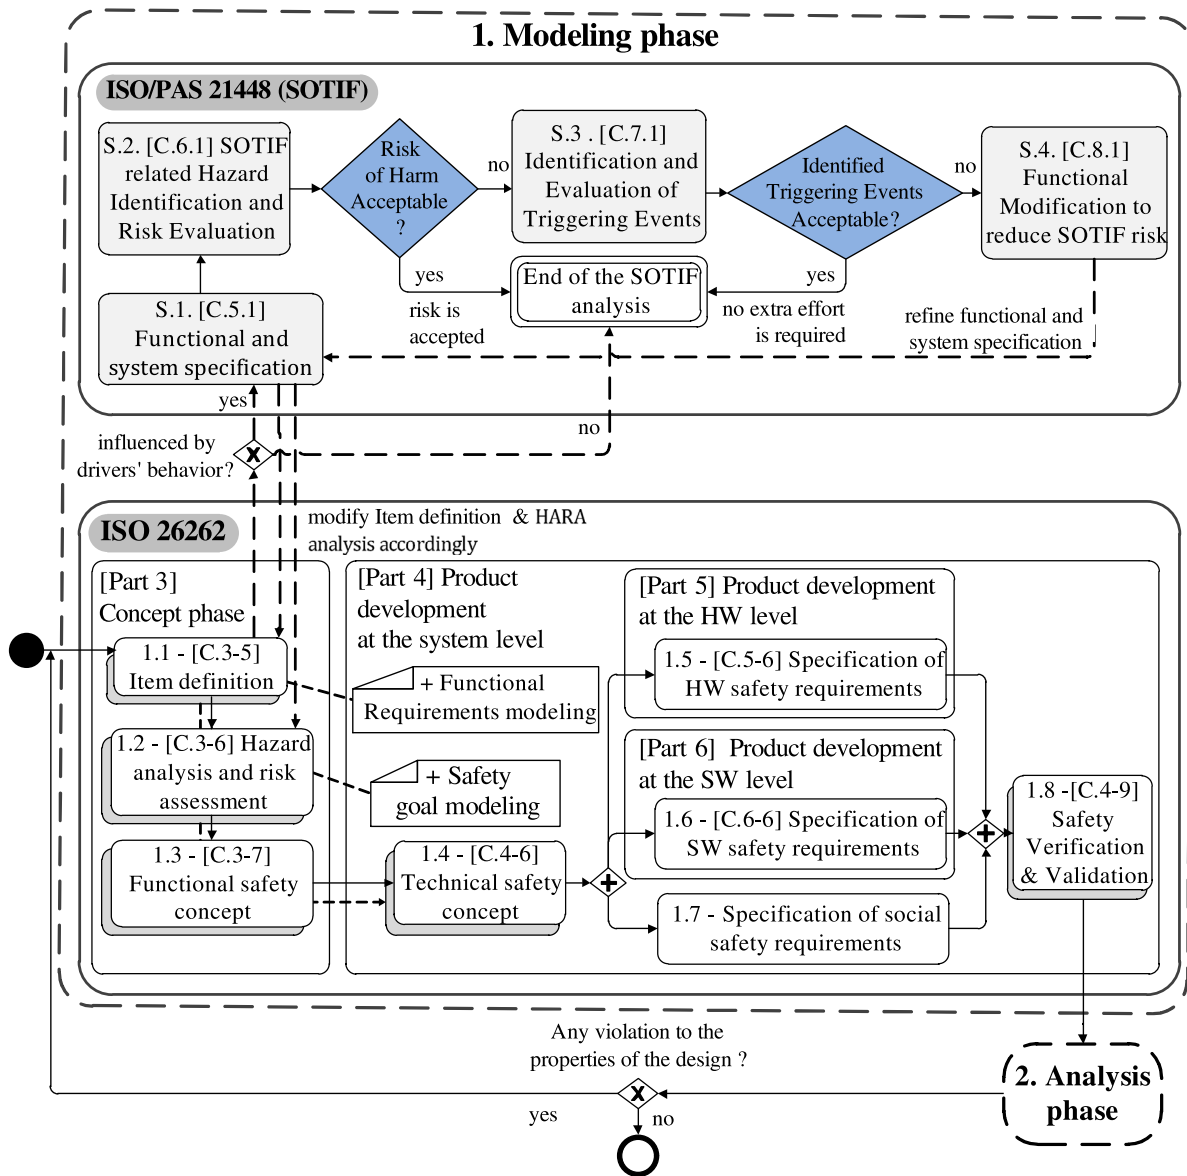 1. Modeling phase
ISO/PAS 21448 (SOTIF)
S.2. [C.6.1] SOTIF
related Hazard
Identification and
Risk Evaluation
Risk
of Harm
Acceptable
?
no
S.3 . [C.7.1]
Identification and
Evaluation of
Triggering Events
Identified
Triggering Events
Acceptable?
no
S.4. [C.8.1]
Functional
Modification to
reduce SOTIF risk
yes
risk is
accepted
End of the SOTIF
analysis
yes
no extra effort
is required
refine functional and
system specification
S.1. [C.5.1]
Functional and
system specification
yes
no
influenced by
drivers' behavior?
X
ISO 26262
modify Item definition & HARA
analysis accordingly
[Part 3]
Concept phase
1.1 - [C.3-5]
Item definition
1.2 - [C.3-6] Hazard
analysis and risk
assessment
1.3 - [C.3-7]
Functional safety
concept
[Part 4] Product
development
at the system level
+ Functional
Requirements modeling
+ Safety
goal modeling
1.4 - [C.4-6]
Technical safety
concept
+
[Part 5] Product development
at the HW level
1.5 - [C.5-6] Specification of
HW safety requirements
[Part 6] Product development
at the SW level
1.6 - [C.6-6] Specification of
SW safety requirements
1.7 - Specification of social
safety requirements
+
1.8 -[C.4-9]
Safety
Verification
& Validation
Any violation to the
properties of the design ?
X
yes
no
2. Analysis
phase